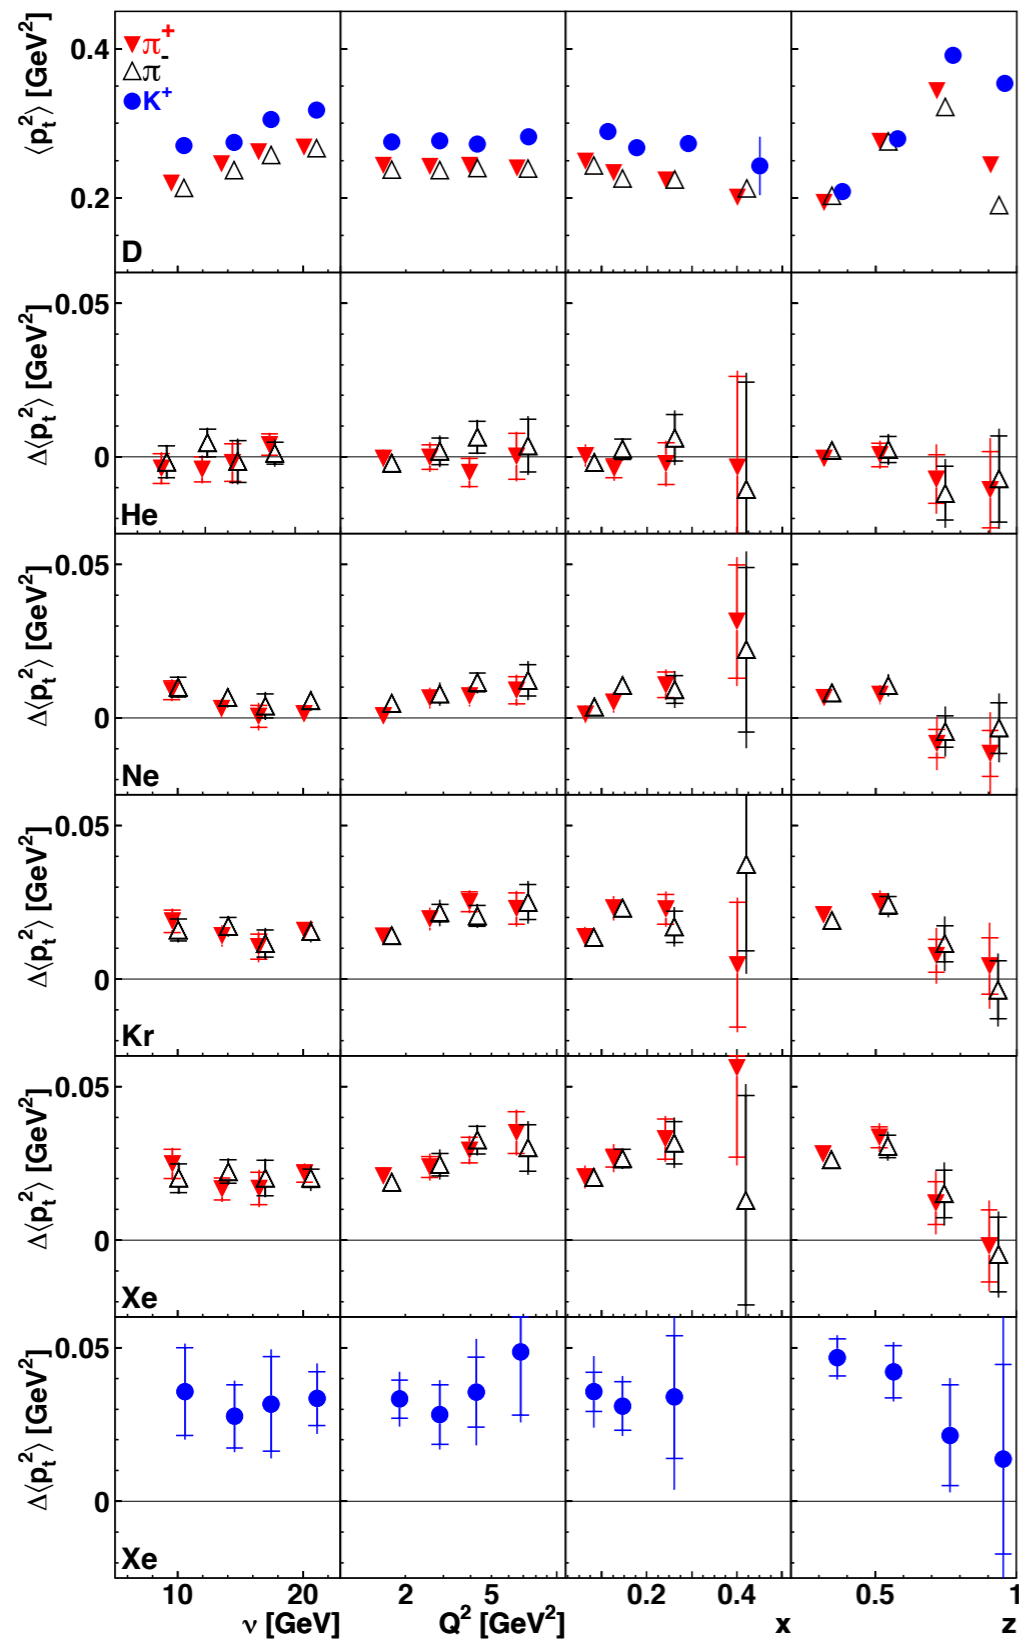 ⟨p_t^2⟩ [GeV^2]
0.4
0.2
π^+
π^-
K^+
D
Δ⟨p_t^2⟩ [GeV^2]
0.05
0
He
Δ⟨p_t^2⟩ [GeV^2]
0.05
0
Ne
Δ⟨p_t^2⟩ [GeV^2]
0.05
0
Kr
Δ⟨p_t^2⟩ [GeV^2]
0.05
0
Xe
Δ⟨p_t^2⟩ [GeV^2]
0.05
0
Xe
10 20 2 5 0.2 0.4 0.5 1
ν [GeV] Q^2 [GeV^2] x z